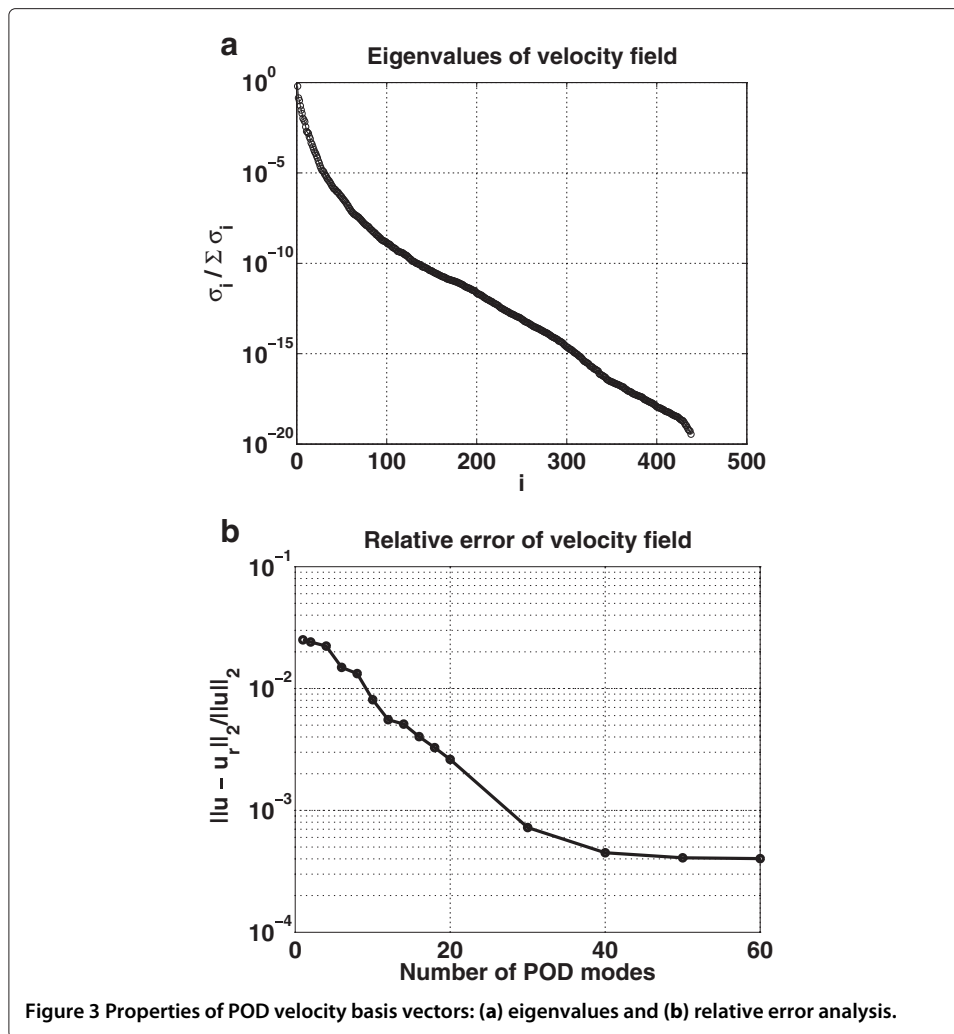 a
Eigenvalues of velocity field
10^0
10^−5
10^−10
10^−15
10^−20
σ_i / Σ σ_i
0 100 200 300 400 500
i
b
Relative error of velocity field
10^−1
10^−2
10^−3
10^−4
||u − u_r||_2/||u||_2
0 20 40 60
Number of POD modes
Figure 3 Properties of POD velocity basis vectors: (a) eigenvalues and (b) relative error analysis.